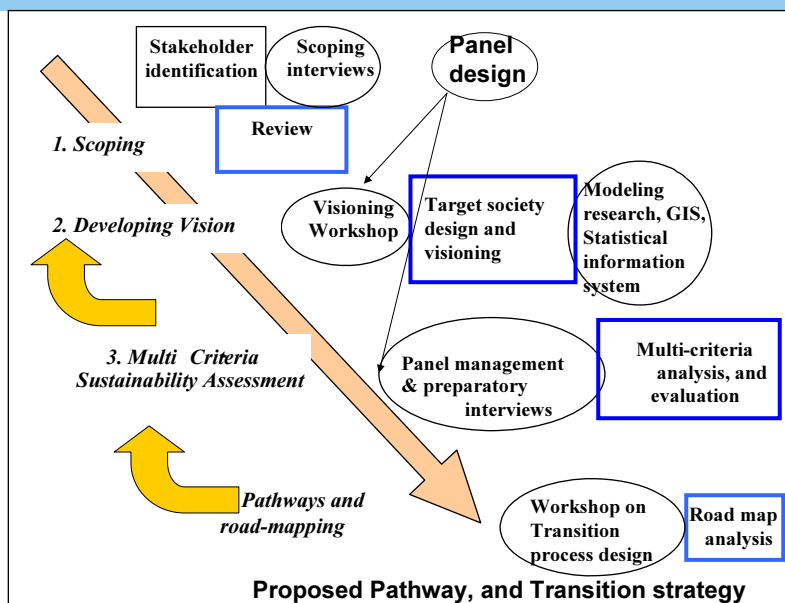 Stakeholder
identification
Scoping
interviews
Panel
design
Review
1. Scoping
Visioning
Workshop
Target society
design and
visioning
Modeling
research, GIS,
Statistical
information
system
2. Developing Vision
3. Multi Criteria
Sustainability Assessment
Panel management
& preparatory
interviews
Multi-criteria
analysis, and
evaluation
Pathways and
road-mapping
Workshop on
Transition
process design
Road map
analysis
Proposed Pathway, and Transition strategy